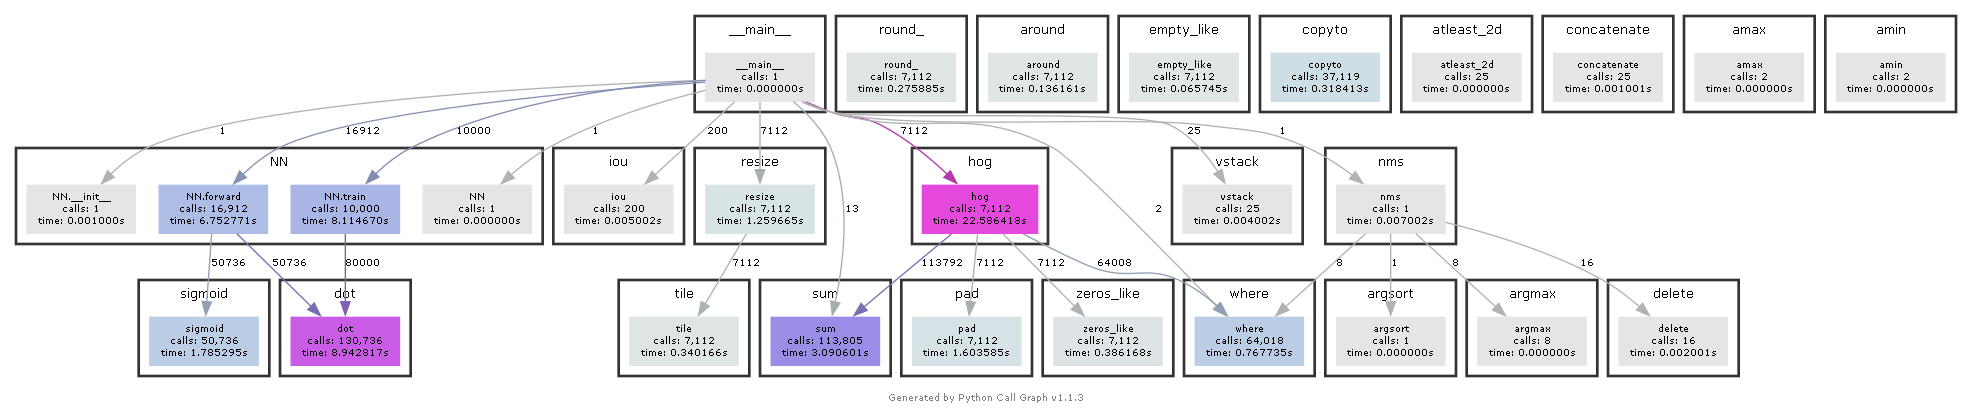 __main__
round_
around
empty_like
copyto
atleast_2d
concatenate
amax
amin
__main__
calls: 1
time: 0.000000s
round_
calls: 7,112
time: 0.275885s
around
calls: 7,112
time: 0.136161s
empty_like
calls: 7,112
time: 0.065745s
copyto
calls: 37,119
time: 0.318413s
atleast_2d
calls: 25
time: 0.000000s
concatenate
calls: 25
time: 0.001001s
amax
calls: 2
time: 0.000000s
amin
calls: 2
time: 0.000000s
1
16912
10000
1
200
7112
7112
25
1
NN
iou
resize
hog
vstack
nms
NN.__init__
calls: 1
time: 0.001000s
NN.forward
calls: 16,912
time: 6.752771s
NN.train
calls: 10,000
time: 8.114670s
NN
calls: 1
time: 0.000000s
iou
calls: 200
time: 0.005002s
resize
calls: 7,112
time: 1.259665s
13
hog
calls: 7,112
time: 22.586418s
2
vstack
calls: 25
time: 0.004002s
nms
calls: 1
time: 0.007002s
50736
50736
80000
7112
113792
7112
7112
64008
8
1
8
16
sigmoid
dot
tile
sum
pad
zeros_like
where
argsort
argmax
delete
sigmoid
calls: 50,736
time: 1.785295s
dot
calls: 130,736
time: 8.942817s
tile
calls: 7,112
time: 0.340166s
sum
calls: 113,805
time: 3.090601s
pad
calls: 7,112
time: 1.603585s
zeros_like
calls: 7,112
time: 0.386168s
where
calls: 64,018
time: 0.767735s
argsort
calls: 1
time: 0.000000s
argmax
calls: 8
time: 0.000000s
delete
calls: 16
time: 0.002001s
Generated by Python Call Graph v1.1.3